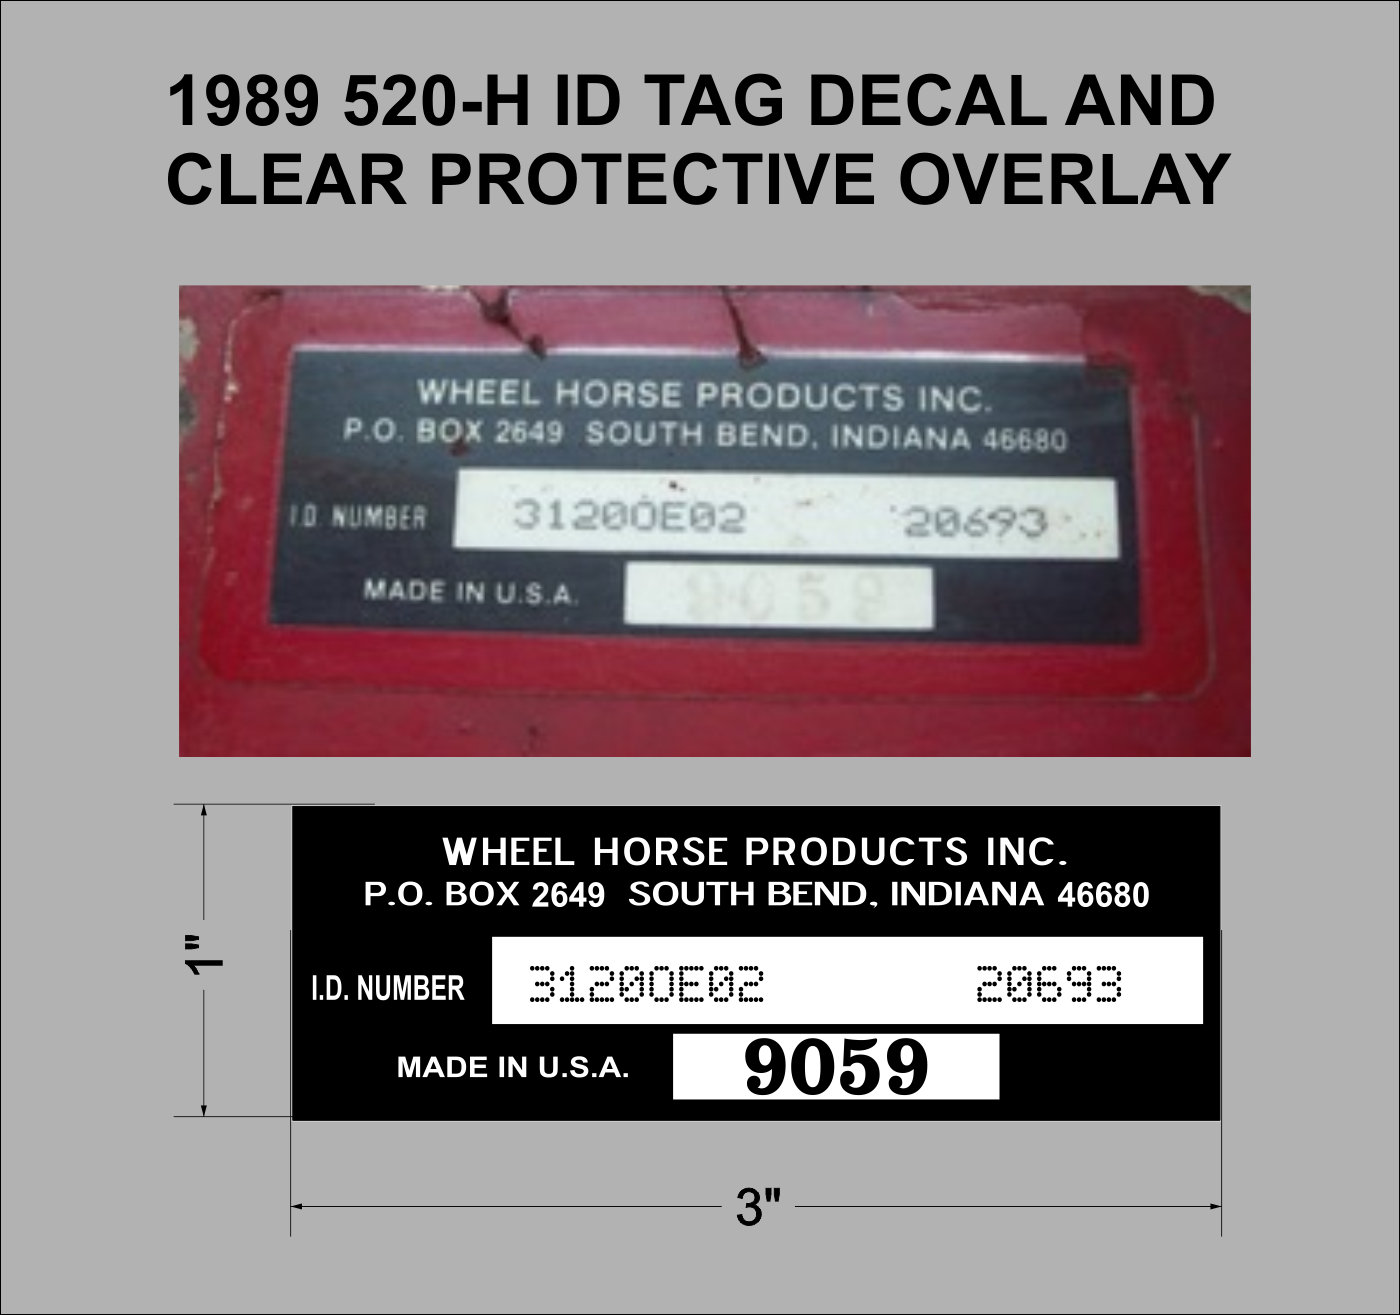 1989 520-H ID TAG DECAL AND
CLEAR PROTECTIVE OVERLAY
WHEEL HORSE PRODUCTS INC.
P.O. BOX 2649 SOUTH BEND, INDIANA 46680
I.D. NUMBER 31200E02 20693
MADE IN U.S.A. 9059
WHEEL HORSE PRODUCTS INC.
P.O. BOX 2649 SOUTH BEND, INDIANA 46680
I.D. NUMBER 3120OE02 20693
MADE IN U.S.A. 9059
1"
3"